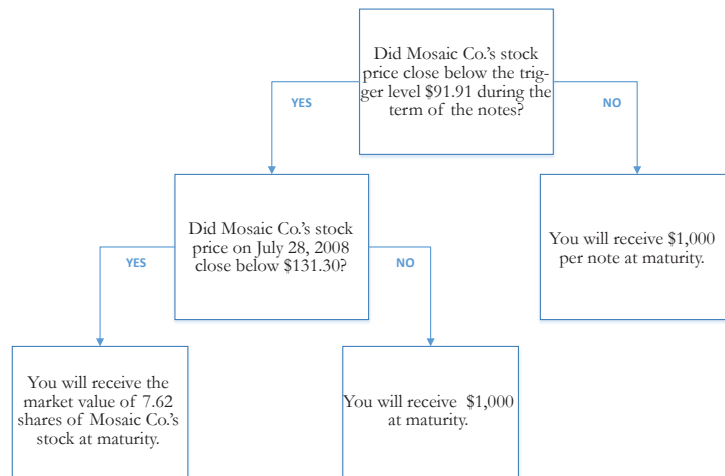 Did Mosaic Co.'s stock
price close below the trig-
ger level $91.91 during the
term of the notes?
YES
NO
Did Mosaic Co.'s stock
price on July 28, 2008
close below $131.30?
You will receive $1,000
per note at maturity.
YES
NO
You will receive the
market value of 7.62
shares of Mosaic Co.'s
stock at maturity.
You will receive $1,000
at maturity.